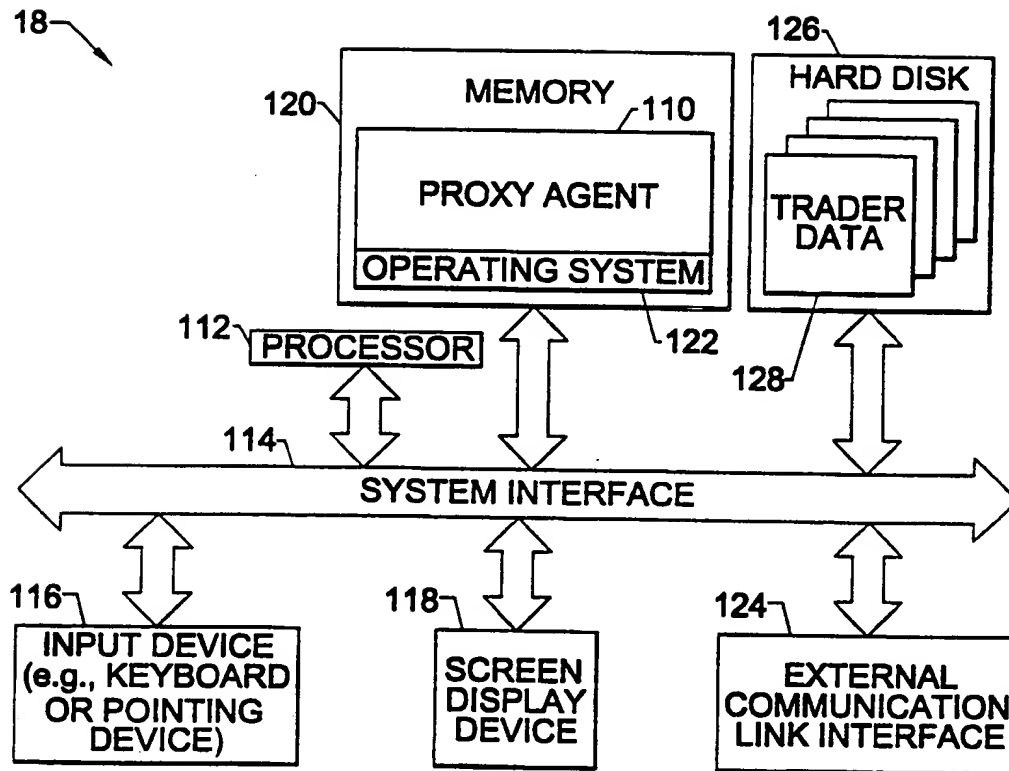 18
126
MEMORY
HARD DISK
120
110
PROXY AGENT
TRADER
DATA
OPERATING SYSTEM
112
PROCESSOR
122
128
114
SYSTEM INTERFACE
116
118
124
INPUT DEVICE
(e.g., KEYBOARD
OR POINTING
DEVICE)
SCREEN
DISPLAY
DEVICE
EXTERNAL
COMMUNICATION
LINK INTERFACE